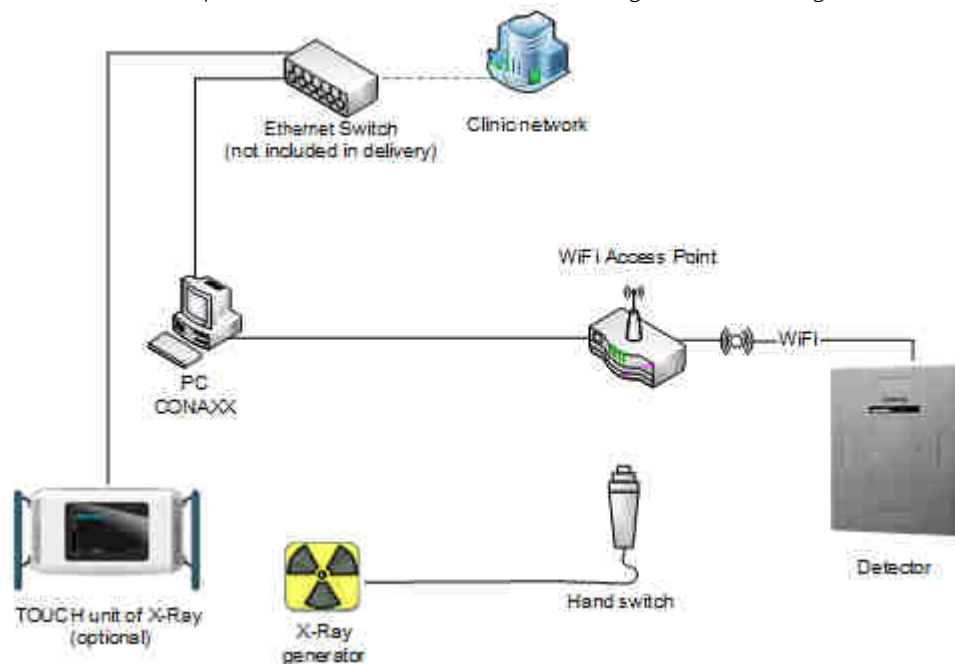 Ethernet Switch
(not included in delivery)
Clinic network
WiFi Access Point
WiFi
PC
CONAXX
Hand switch
Detector
TOUCH unit of X-Ray
(optional)
X-Ray
generator